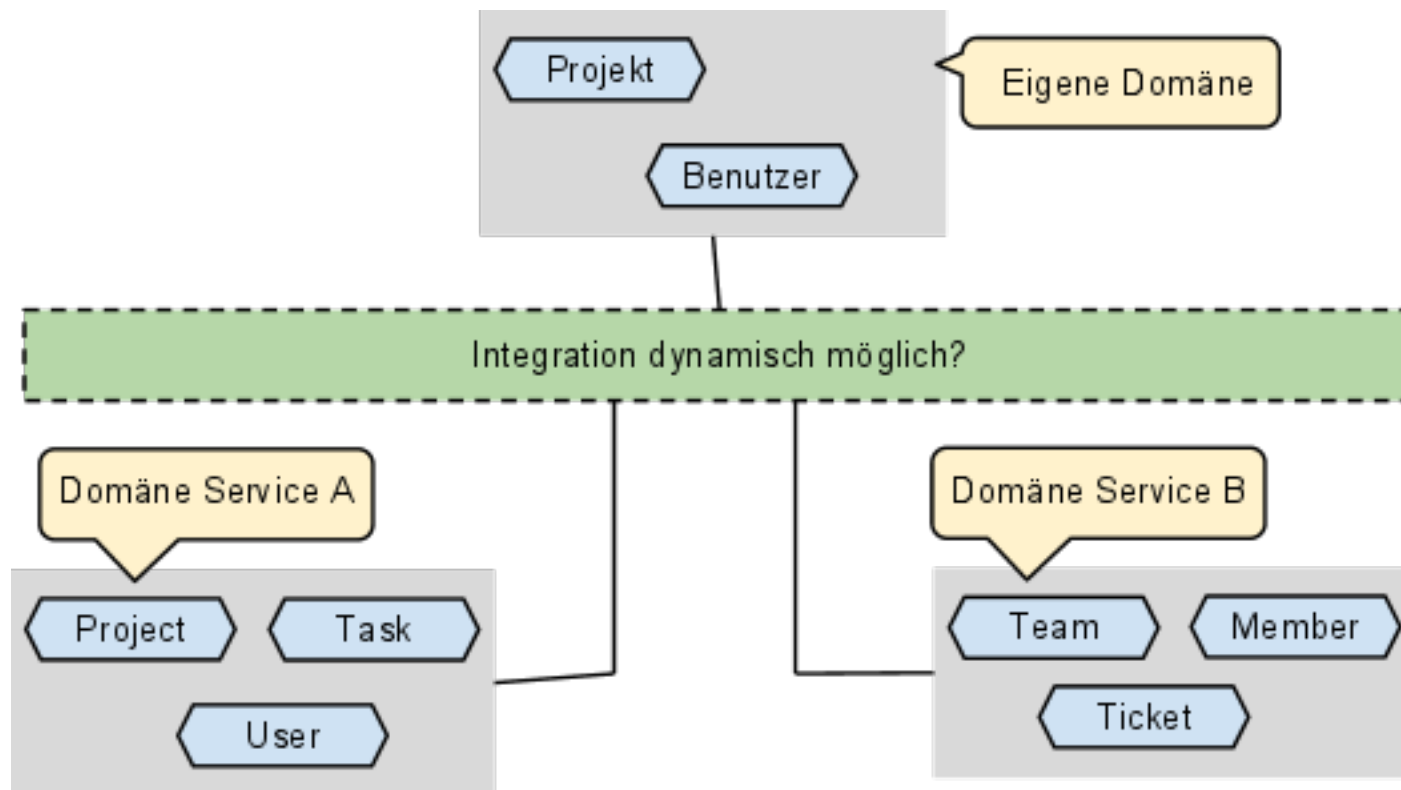 Projekt
Eigene Domäne
Benutzer
Integration dynamisch möglich?
Domäne Service A
Domäne Service B
Project
Task
Team
Member
User
Ticket